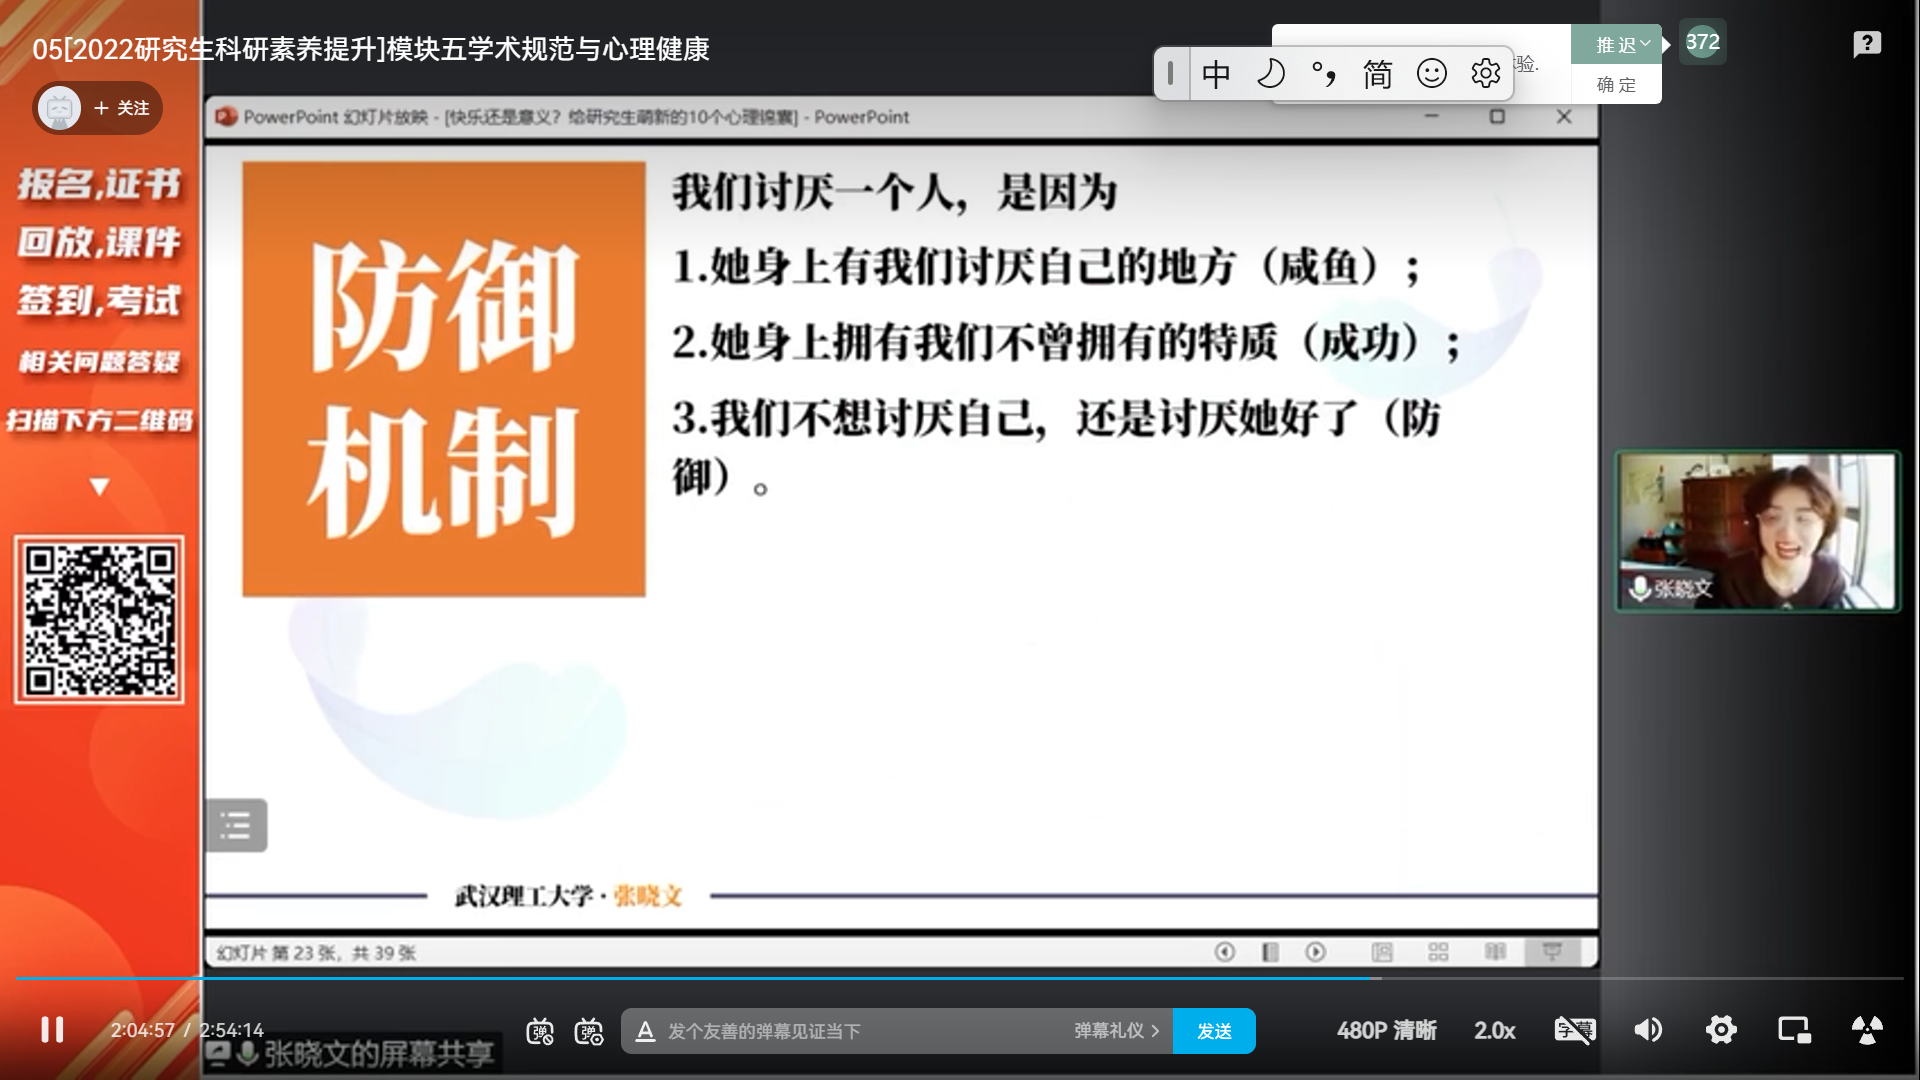 05[2022研究生科研素养提升]模块五学术规范与心理健康
+ 关注
推迟
372
验.
确定
中
简
PowerPoint 幻灯片放映 - [快乐还是意义？给研究生萌新的10个心理锦囊] - PowerPoint
报名,证书
回放,课件
签到,考试
相关问题答疑
扫描下方二维码
防御
机制
我们讨厌一个人，是因为
1.她身上有我们讨厌自己的地方（咸鱼）；
2.她身上拥有我们不曾拥有的特质（成功）；
3.我们不想讨厌自己，还是讨厌她好了（防
御）。
张晓文
武汉理工大学 · 张晓文
幻灯片 第 23 张，共 39 张
2:04:57 / 2:54:14
弹
弹
A 发个友善的弹幕见证当下
弹幕礼仪 >
发送
480P 清晰
2.0x
字幕
张晓文的屏幕共享